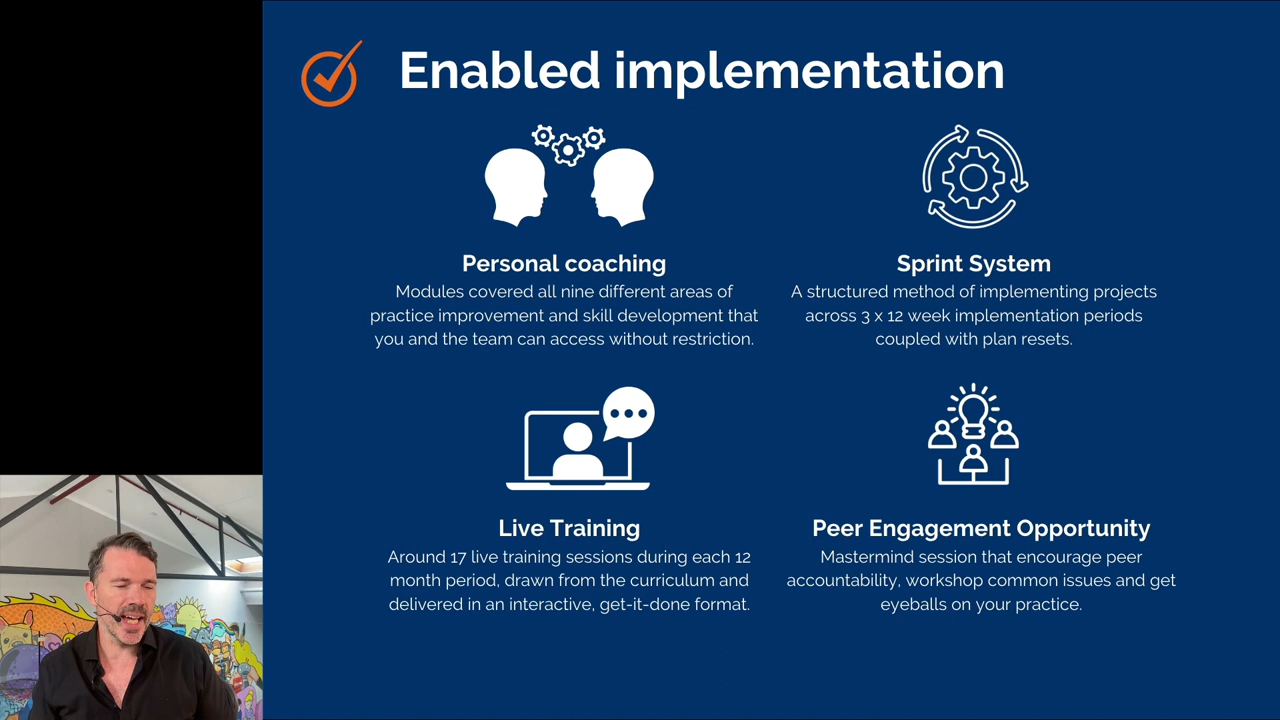 Enabled implementation
Personal coaching
Modules covered all nine different areas of
practice improvement and skill development that
you and the team can access without restriction.
Sprint System
A structured method of implementing projects
across 3 x 12 week implementation periods
coupled with plan resets.
Live Training
Around 17 live training sessions during each 12
month period, drawn from the curriculum and
delivered in an interactive, get-it-done format.
Peer Engagement Opportunity
Mastermind session that encourage peer
accountability, workshop common issues and get
eyeballs on your practice.